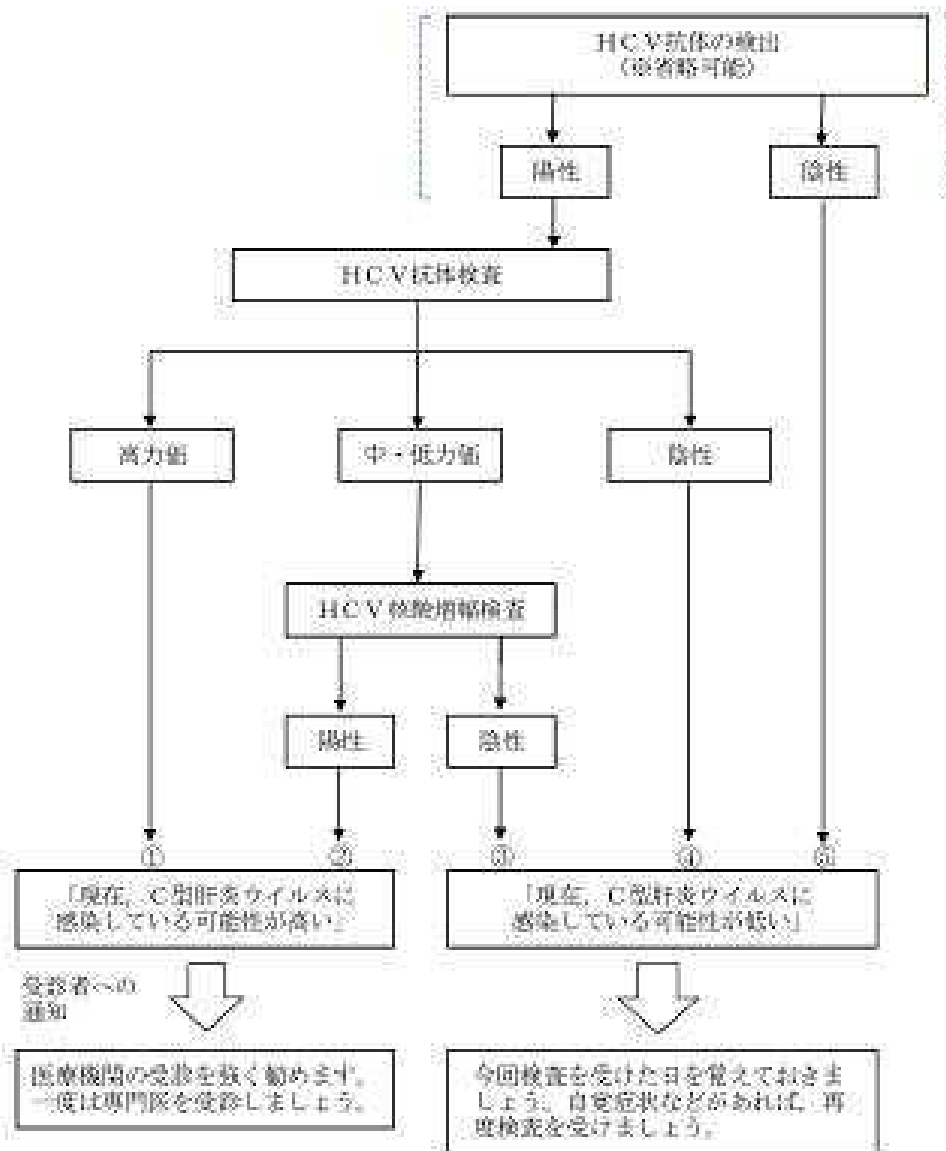 HCV抗体の検出
(※省略可能)
陽性
陰性
HCV抗体検査
高力価
中・低力価
陰性
HCV核酸増幅検査
陽性
陰性
①
②
③
④
⑤
「現在,C型肝炎ウイルスに
感染している可能性が高い」
「現在,C型肝炎ウイルスに
感染している可能性が低い」
受診者への
通知
医療機関の受診を強く勧めます。
一度は専門医を受診しましょう。
今回検査を受けた日を覚えておきま
しょう。自覚症状などがあれば,再
度検査を受けましょう。